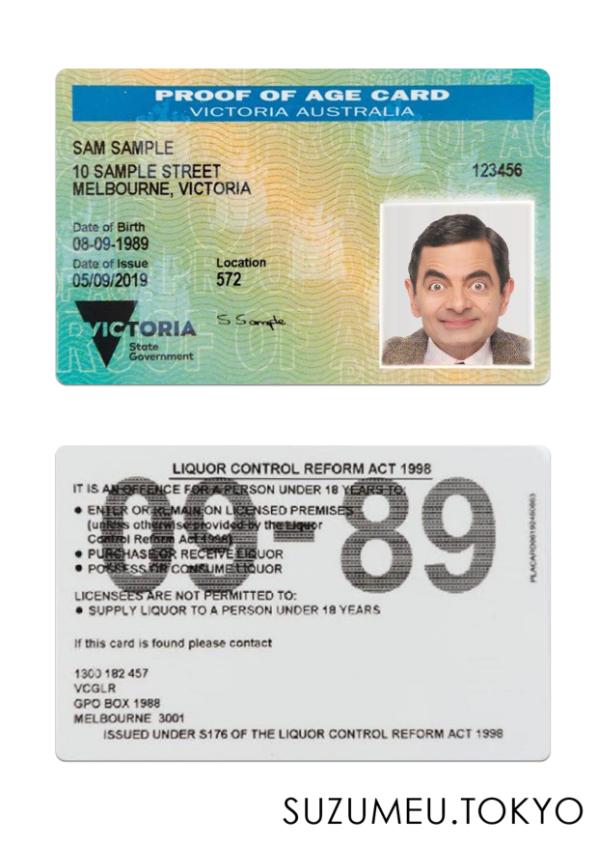 PROOF OF AGE CARD
VICTORIA AUSTRALIA
SAM SAMPLE
10 SAMPLE STREET
MELBOURNE, VICTORIA
123456
Date of Birth
08-09-1989
Date of Issue
05/09/2019
Location
572
VICTORIA
State
Government
S Sample
LIQUOR CONTROL REFORM ACT 1998
IT IS AN OFFENCE FOR A PERSON UNDER 18 YEARS TO:
● ENTER OR REMAIN ON LICENSED PREMISES
(unless otherwise provided by the Liquor
Control Reform Act 1998)
● PURCHASE OR RECEIVE LIQUOR
● POSSESS OR CONSUME LIQUOR
LICENSEES ARE NOT PERMITTED TO:
● SUPPLY LIQUOR TO A PERSON UNDER 18 YEARS
If this card is found please contact
1300 182 457
VCGLR
GPO BOX 1988
MELBOURNE 3001
ISSUED UNDER S176 OF THE LIQUOR CONTROL REFORM ACT 1998
SUZUMEU.TOKYO